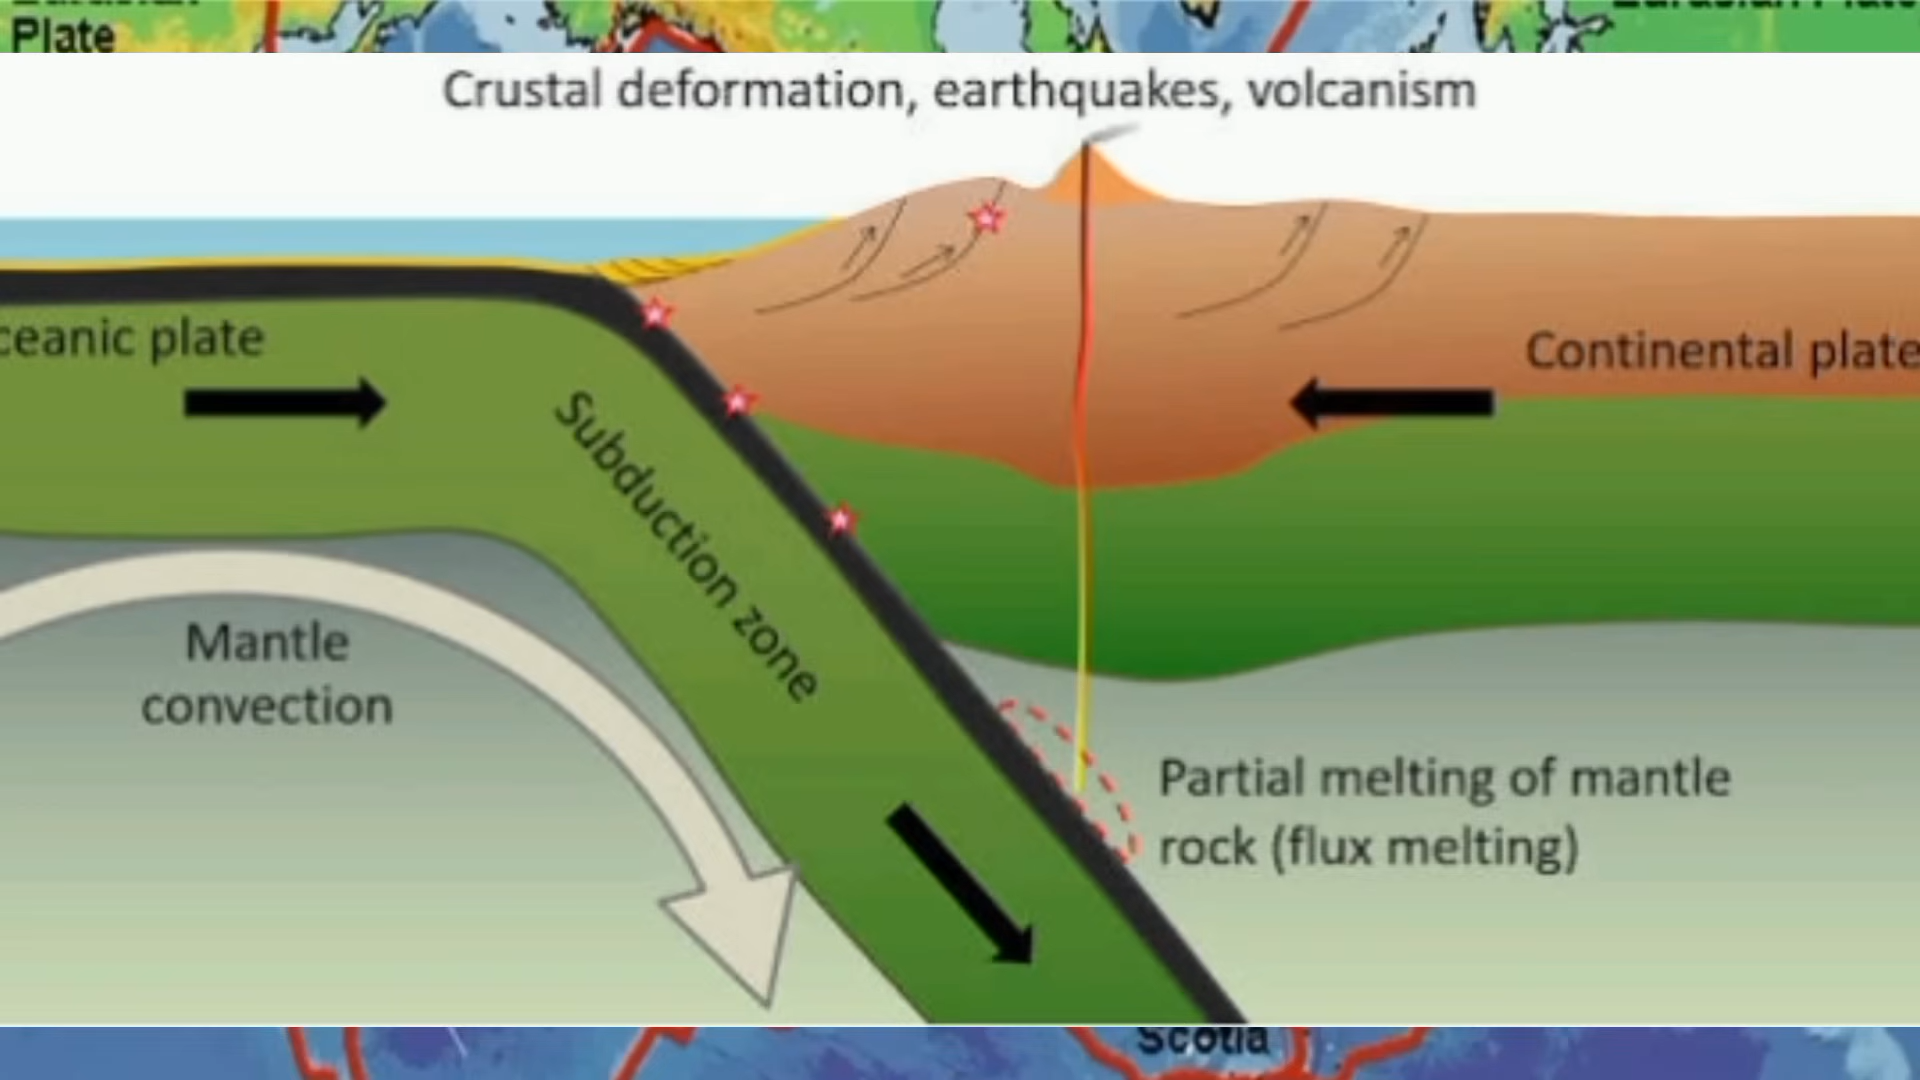 Plate
Crustal deformation, earthquakes, volcanism
ceanic plate
Continental plate
Subduction zone
Mantle
convection
Partial melting of mantle
rock (flux melting)
Scotia